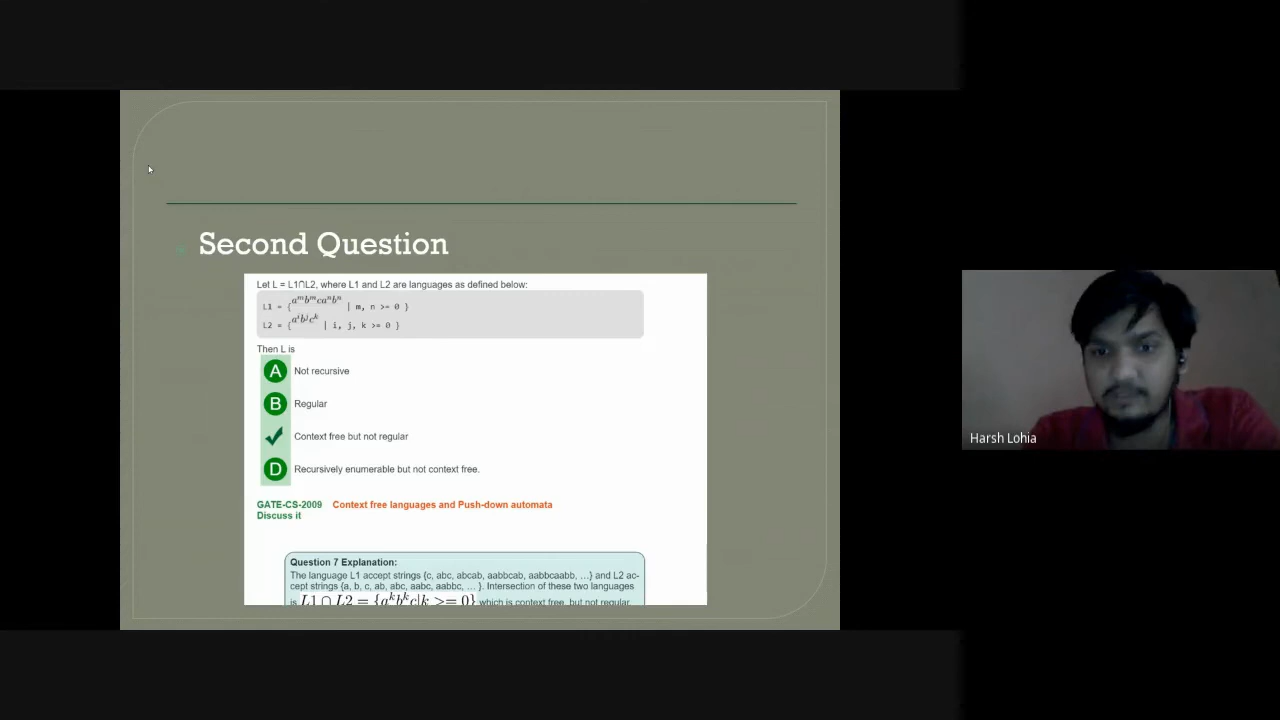 Second Question
Let L = L1∩L2, where L1 and L2 are languages as defined below:
L1 = {aᵐbᵐcaⁿbⁿ | m, n >= 0 }
L2 = {aⁱbʲcᵏ | i, j, k >= 0 }
Then L is
A Not recursive
B Regular
✔ Context free but not regular
D Recursively enumerable but not context free.
GATE-CS-2009 Context free languages and Push-down automata
Discuss it
Question 7 Explanation:
The language L1 accept strings {c, abc, abcab, aabbcab, aabbcaabb, …} and L2 ac-
cept strings {a, b, c, ab, abc, aabc, aabbc, … }. Intersection of these two languages
is L1 ∩ L2 = {aᵏbᵏc|k >= 0} which is context free, but not regular.
Harsh Lohia